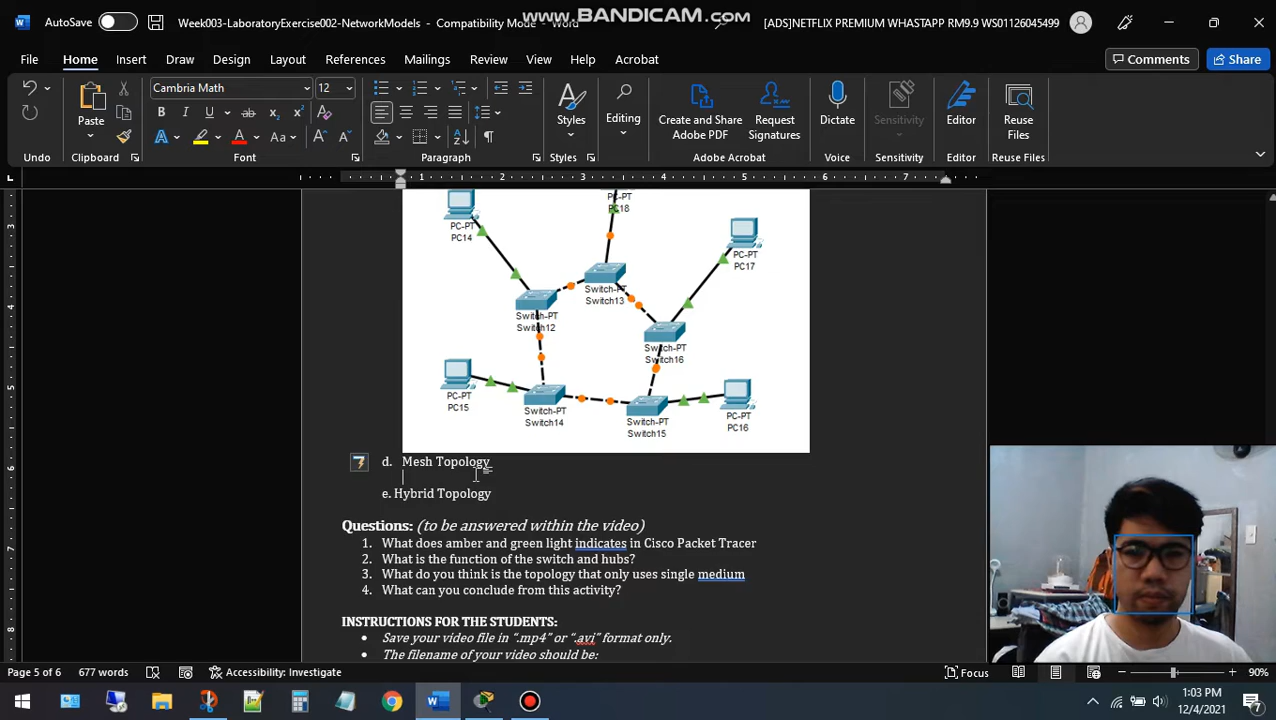 AutoSave Off Week003-LaboratoryExercise002-NetworkModels - Compatibility Mode - Word [ADS]NETFLIX PREMIUM WHASTAPP RM9.9 WS01126045499
www.BANDICAM.com
File Home Insert Draw Design Layout References Mailings Review View Help Acrobat Comments Share
Cambria Math 12
Paste Styles Editing Create and Share Adobe PDF Request Signatures Dictate Sensitivity Editor Reuse Files
Undo Clipboard Font Paragraph Styles Adobe Acrobat Voice Sensitivity Editor Reuse Files
1 2 3 4 5 6 7
PC-PT
PC18
PC-PT
PC14
PC-PT
PC17
Switch-PT
Switch13
Switch-PT
Switch12
Switch-PT
Switch16
PC-PT
PC15
Switch-PT
Switch14
Switch-PT
Switch15
PC-PT
PC16
d. Mesh Topology
e. Hybrid Topology
Questions: (to be answered within the video)
1. What does amber and green light indicates in Cisco Packet Tracer
2. What is the function of the switch and hubs?
3. What do you think is the topology that only uses single medium
4. What can you conclude from this activity?
INSTRUCTIONS FOR THE STUDENTS:
• Save your video file in “.mp4” or “.avi” format only.
• The filename of your video should be:
Page 5 of 6 677 words Accessibility: Investigate Focus 90%
1:03 PM
12/4/2021
7